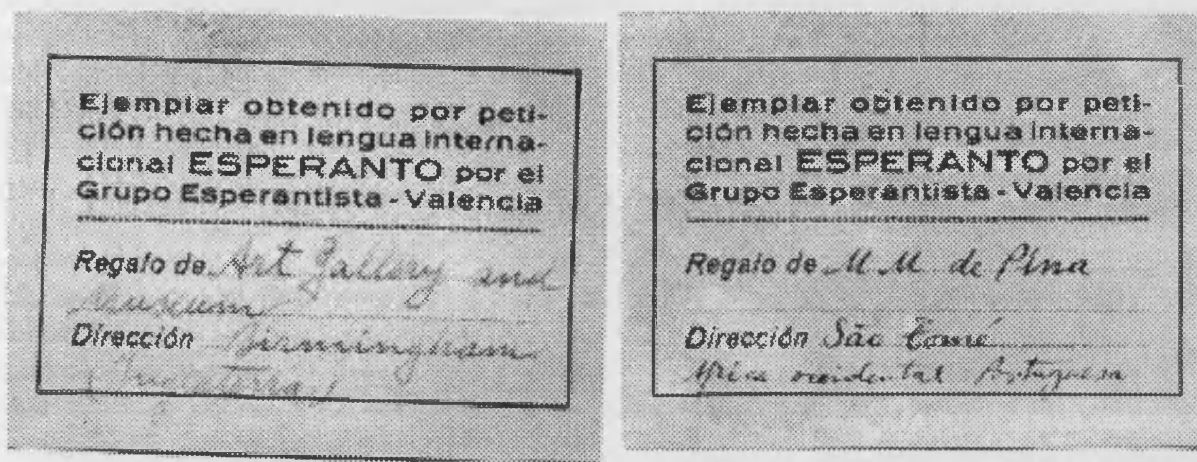 Ejemplar obtenido por peti-
ción hecha en lengua interna-
cional ESPERANTO por el
Grupo Esperantista - Valencia
Regalo de Art Gallery and
Museum
Dirección Birmingham
(Inglaterra)
Ejemplar obtenido por peti-
ción hecha en lengua interna-
cional ESPERANTO por el
Grupo Esperantista - Valencia
Regalo de M. M. de Pina
Dirección São Tomé
Africa occidental Portuguesa